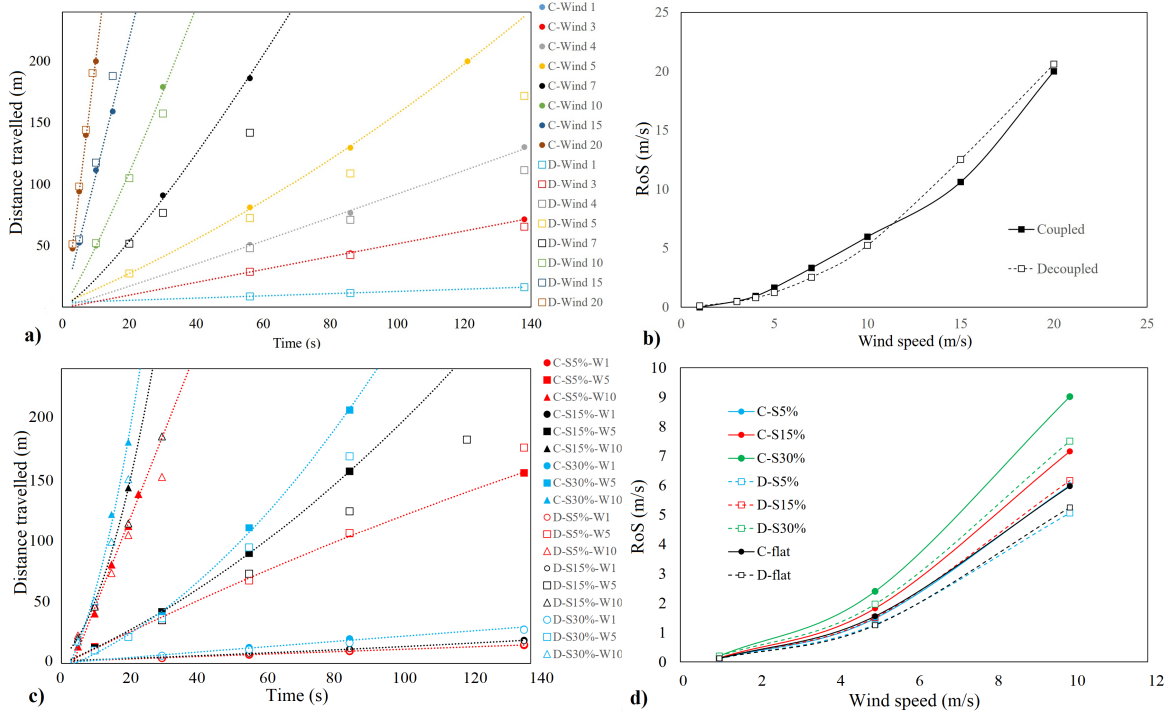 200
150
100
50
0
20
40
60
80
100
120
140
Distance travelled (m)
Time (s)
a)
C-Wind 1
C-Wind 3
C-Wind 4
C-Wind 5
C-Wind 7
C-Wind 10
C-Wind 15
C-Wind 20
D-Wind 1
D-Wind 3
D-Wind 4
D-Wind 5
D-Wind 7
D-Wind 10
D-Wind 15
D-Wind 20
25
20
15
10
5
0
0
5
10
15
20
25
RoS (m/s)
Wind speed (m/s)
Coupled
Decoupled
b)
200
150
100
50
0
0
20
40
60
80
100
120
140
Distance travelled (m)
Time (s)
c)
C-S5%-W1
C-S5%-W5
C-S5%-W10
C-S15%-W1
C-S15%-W5
C-S15%-W10
C-S30%-W1
C-S30%-W5
C-S30%-W10
D-S5%-W1
D-S5%-W5
D-S5%-W10
D-S15%-W1
D-S15%-W5
D-S15%-W10
D-S30%-W1
D-S30%-W5
D-S30%-W10
10
9
8
7
6
5
4
3
2
1
0
0
2
4
6
8
10
12
RoS (m/s)
Wind speed (m/s)
C-S5%
C-S15%
C-S30%
D-S5%
D-S15%
D-S30%
C-flat
D-flat
d)